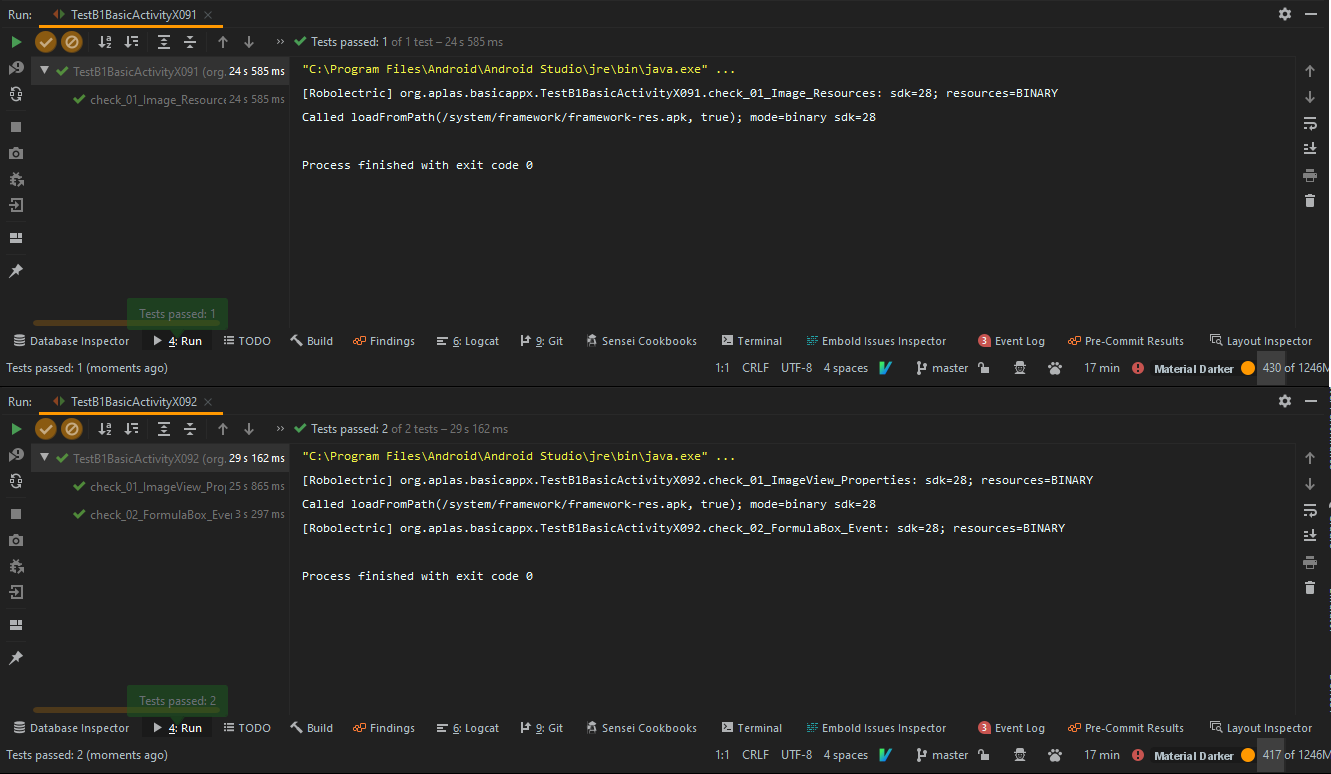 Run: TestB1BasicActivityX091
Tests passed: 1 of 1 test – 24 s 585 ms
TestB1BasicActivityX091 (org. 24 s 585 ms
check_01_Image_Resource 24 s 585 ms
"C:\Program Files\Android\Android Studio\jre\bin\java.exe" ...
[Robolectric] org.aplas.basicappx.TestB1BasicActivityX091.check_01_Image_Resources: sdk=28; resources=BINARY
Called loadFromPath(/system/framework/framework-res.apk, true); mode=binary sdk=28
Process finished with exit code 0
Tests passed: 1
Database Inspector 4: Run TODO Build Findings 6: Logcat 9: Git Sensei Cookbooks Terminal Embold Issues Inspector 3 Event Log Pre-Commit Results Layout Inspector
Tests passed: 1 (moments ago) 1:1 CRLF UTF-8 4 spaces master 17 min Material Darker 430 of 1246M
Run: TestB1BasicActivityX092
Tests passed: 2 of 2 tests – 29 s 162 ms
TestB1BasicActivityX092 (org. 29 s 162 ms
check_01_ImageView_Prop 25 s 865 ms
check_02_FormulaBox_Eve 3 s 297 ms
"C:\Program Files\Android\Android Studio\jre\bin\java.exe" ...
[Robolectric] org.aplas.basicappx.TestB1BasicActivityX092.check_01_ImageView_Properties: sdk=28; resources=BINARY
Called loadFromPath(/system/framework/framework-res.apk, true); mode=binary sdk=28
[Robolectric] org.aplas.basicappx.TestB1BasicActivityX092.check_02_FormulaBox_Event: sdk=28; resources=BINARY
Process finished with exit code 0
Tests passed: 2
Database Inspector 4: Run TODO Build Findings 6: Logcat 9: Git Sensei Cookbooks Terminal Embold Issues Inspector 3 Event Log Pre-Commit Results Layout Inspector
Tests passed: 2 (moments ago) 1:1 CRLF UTF-8 4 spaces master 17 min Material Darker 417 of 1246M